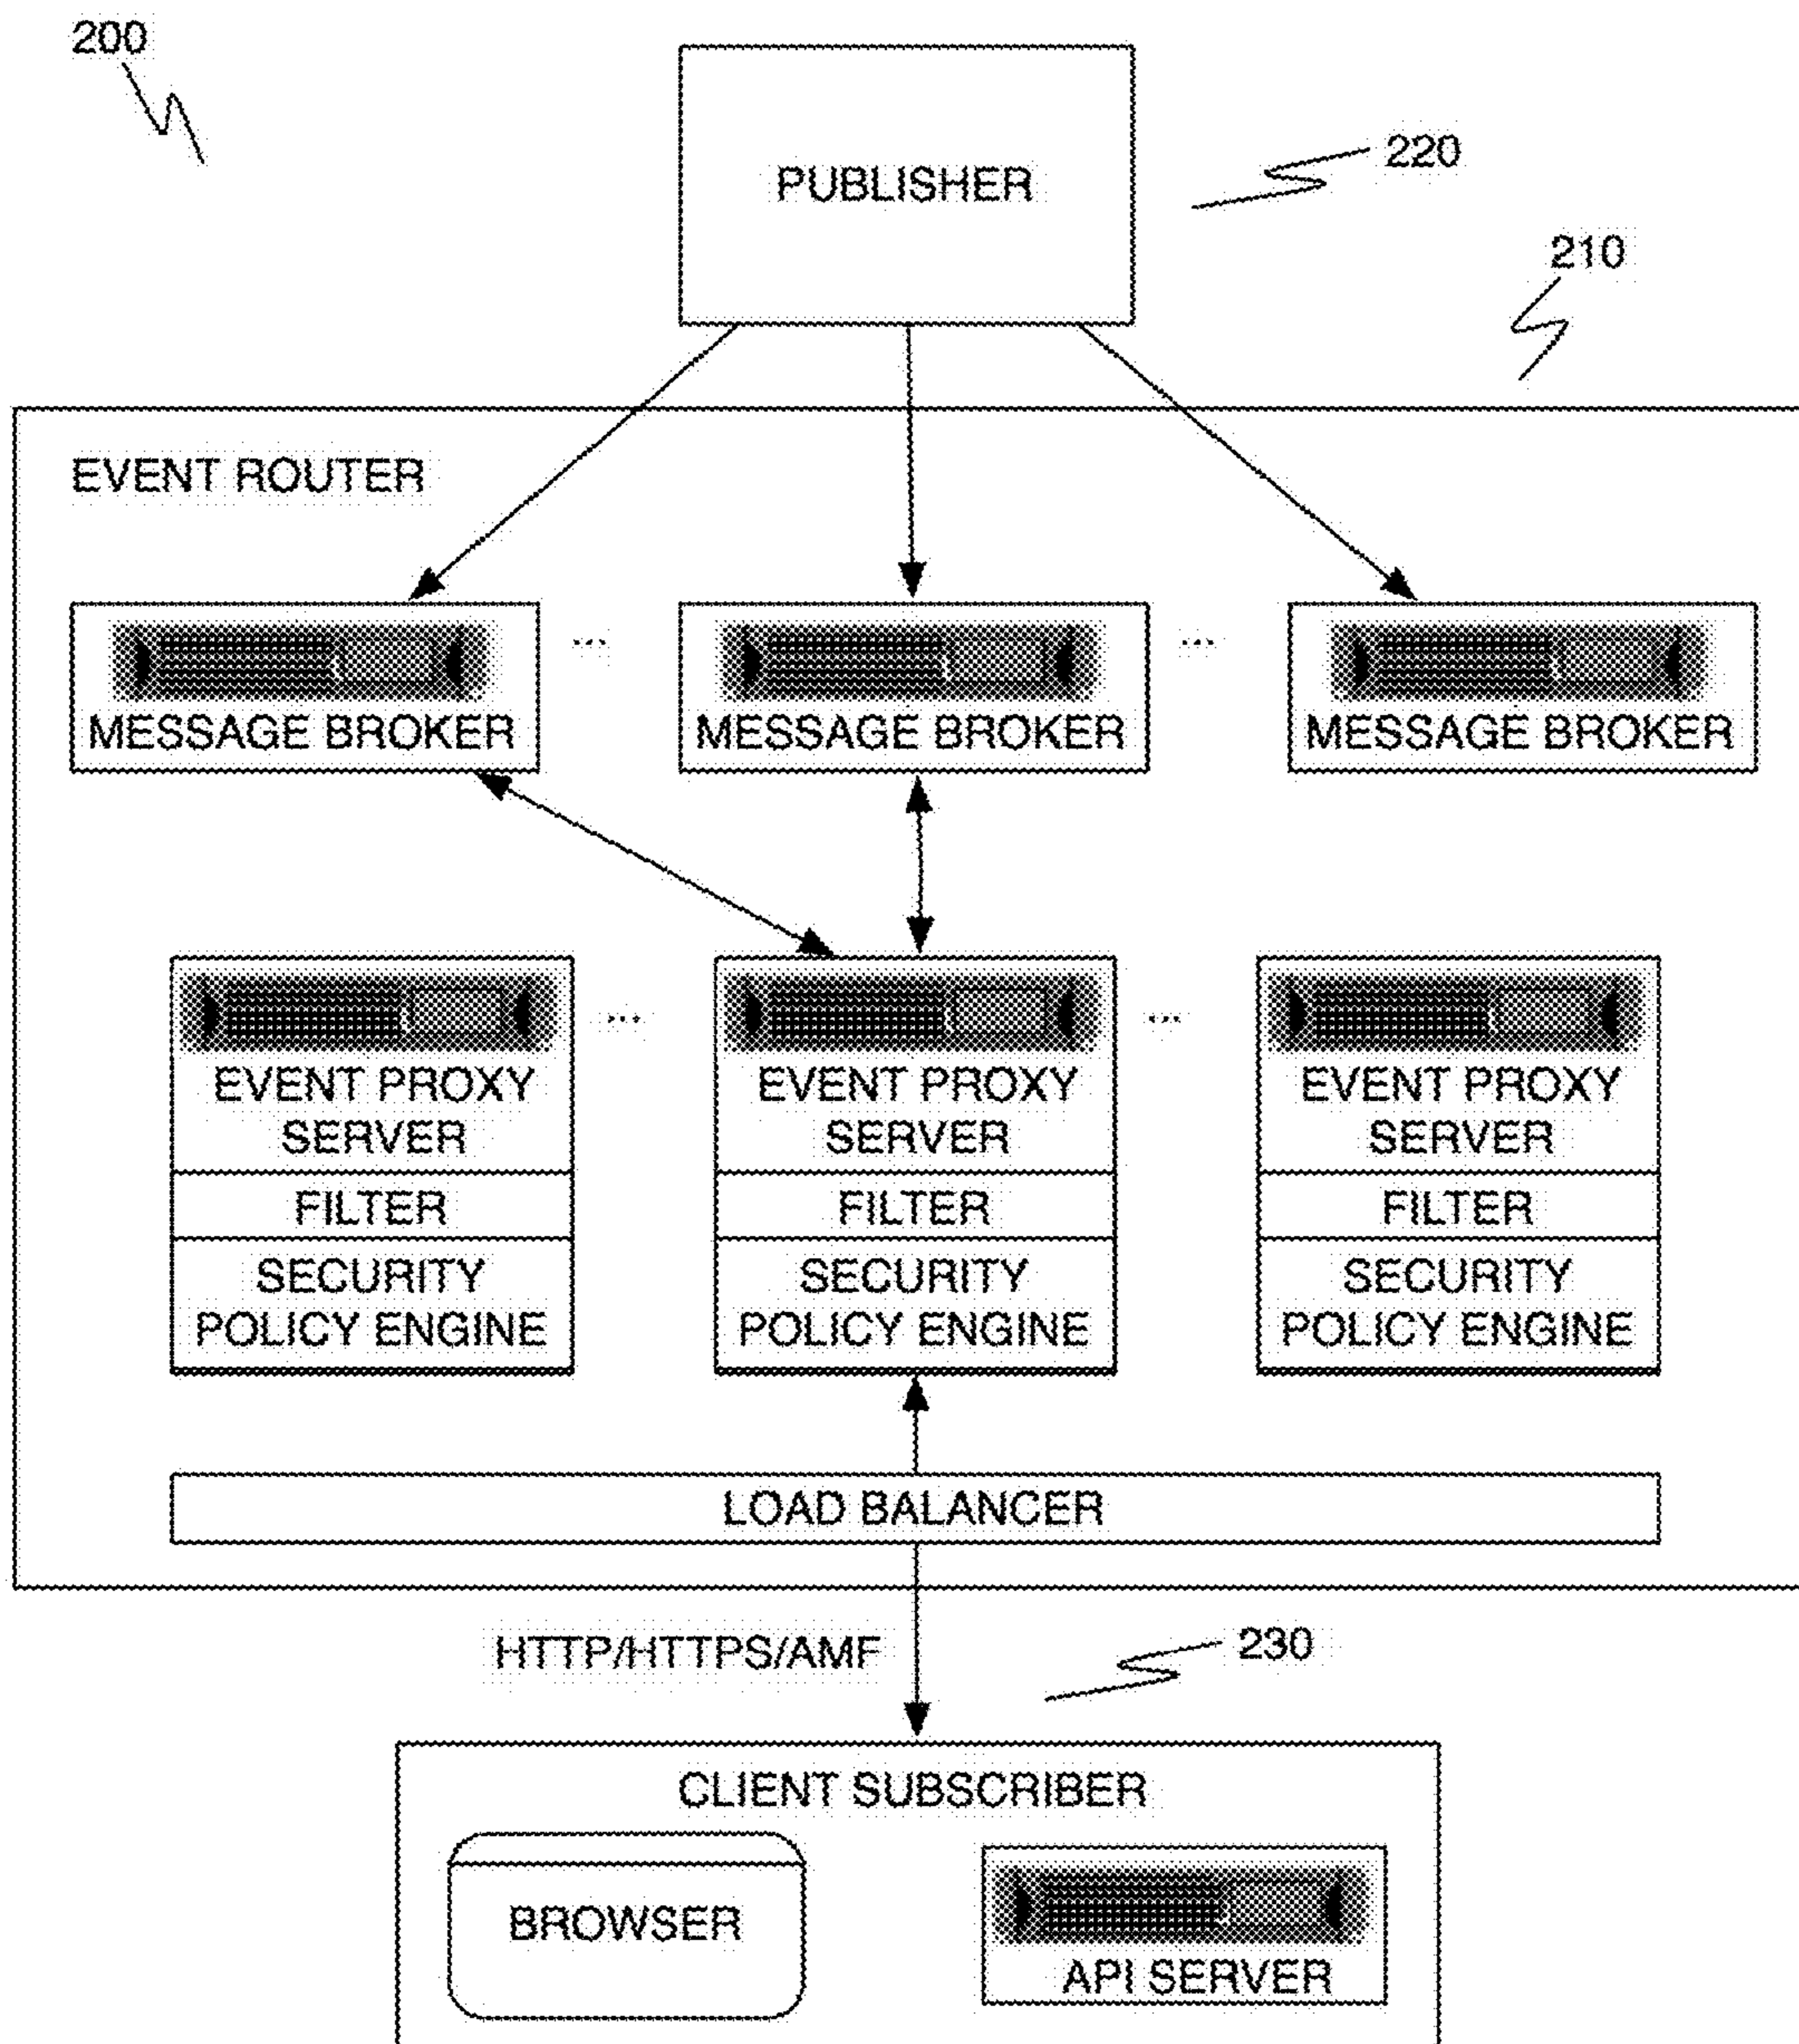 200
PUBLISHER
220
210
EVENT ROUTER
...
...
MESSAGE BROKER
MESSAGE BROKER
MESSAGE BROKER
...
...
EVENT PROXY
SERVER
FILTER
SECURITY
POLICY ENGINE
EVENT PROXY
SERVER
FILTER
SECURITY
POLICY ENGINE
EVENT PROXY
SERVER
FILTER
SECURITY
POLICY ENGINE
LOAD BALANCER
HTTP/HTTPS/AMF
230
CLIENT SUBSCRIBER
BROWSER
API SERVER